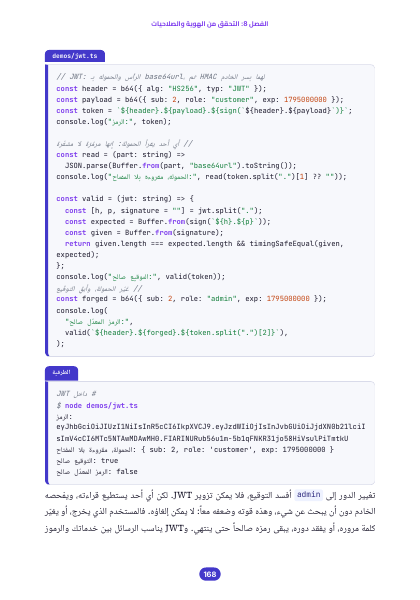 الفصل 8: التحقق من الهوية والصلاحيات
demos/jwt.ts
// JWT: الرأس والحمولة بـ base64url، ثم HMAC لهما بسر الخادم
const header = b64({ alg: "HS256", typ: "JWT" });
const payload = b64({ sub: 2, role: "customer", exp: 1795000000 });
const token = `${header}.${payload}.${sign(`${header}.${payload}`)}`;
console.log("الرمز:", token);
// أي أحد يقرأ الحمولة: إنها مرمّزة لا مشفّرة
const read = (part: string) =>
JSON.parse(Buffer.from(part, "base64url").toString());
console.log("الحمولة، مقروءة بلا المفتاح:", read(token.split(".")[1] ?? ""));
const valid = (jwt: string) => {
const [h, p, signature = ""] = jwt.split(".");
const expected = Buffer.from(sign(`${h}.${p}`));
const given = Buffer.from(signature);
return given.length === expected.length && timingSafeEqual(given,
expected);
};
console.log("التوقيع صالح:", valid(token));
// غيّر الحمولة، وأبقِ التوقيع
const forged = b64({ sub: 2, role: "admin", exp: 1795000000 });
console.log(
"الرمز المعدّل صالح:",
valid(`${header}.${forged}.${token.split(".")[2]}`),
);
الطرفية
# داخل JWT
$ node demos/jwt.ts
الرمز:
eyJhbGciOiJIUzI1NiIsInR5cCI6IkpXVCJ9.eyJzdWIiOjIsInJvbGUiOiJjdXN0b21lciI
sImV4cCI6MTc5NTAwMDAwMH0.FIARINURub56u1m-5b1qFNKR31jo58HiVsulPiTmtkU
الحمولة، مقروءة بلا المفتاح: { sub: 2, role: 'customer', exp: 1795000000 }
التوقيع صالح: true
الرمز المعدّل صالح: false
تغيير الدور إلى admin أفسد التوقيع، فلا يمكن تزوير JWT. لكن أي أحد يستطيع قراءته، ويفحصه
الخادم دون أن يبحث عن شيء، وهذه قوته وضعفه معاً: لا يمكن إلغاؤه. فالمستخدم الذي يخرج، أو يغيّر
كلمة مروره، أو يفقد دوره، يبقى رمزه صالحاً حتى ينتهي. وJWT يناسب الرسائل بين خدماتك والرموز
168